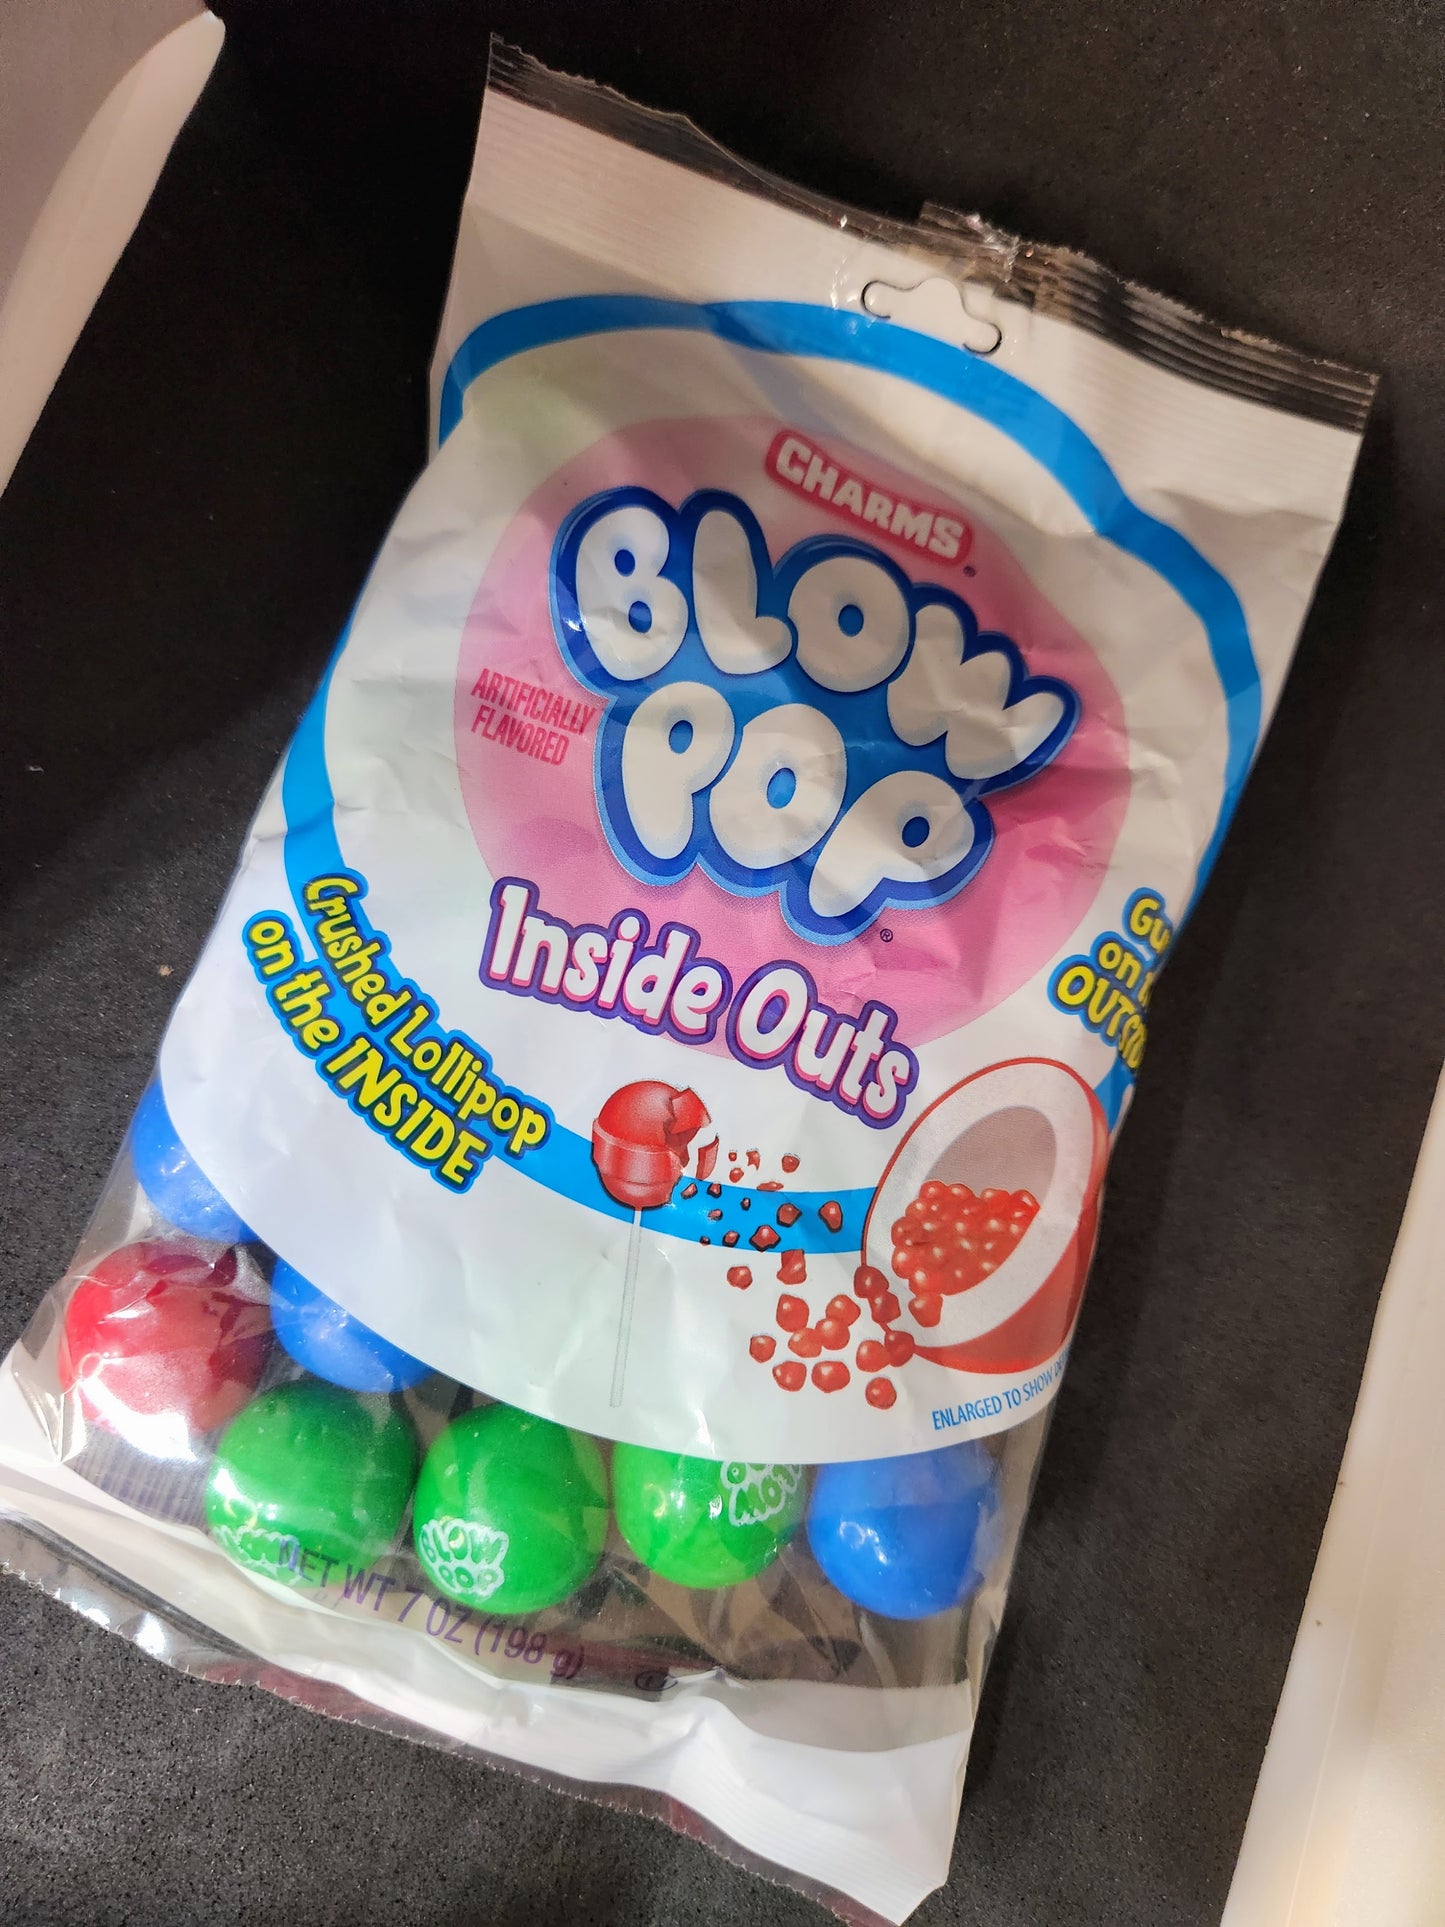 CHARMS
BLOW
POP
ARTIFICIALLY
FLAVORED
Inside Outs
Crushed Lollipop
on the INSIDE
on
ENLARGED TO SHOW
BLOW
POP
NET WT 7 OZ (198 g)